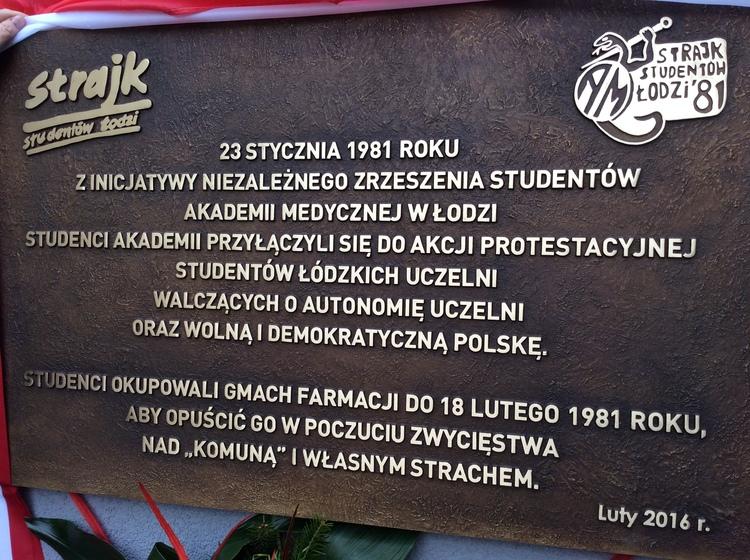 strajk
studentów łodzi
STRAJK
STUDENTÓW
ŁODZI '81
23 STYCZNIA 1981 ROKU
Z INICJATYWY NIEZALEŻNEGO ZRZESZENIA STUDENTÓW
AKADEMII MEDYCZNEJ W ŁODZI
STUDENCI AKADEMII PRZYŁĄCZYLI SIĘ DO AKCJI PROTESTACYJNEJ
STUDENTÓW ŁÓDZKICH UCZELNI
WALCZĄCYCH O AUTONOMIĘ UCZELNI
ORAZ WOLNĄ I DEMOKRATYCZNĄ POLSKĘ.
STUDENCI OKUPOWALI GMACH FARMACJI DO 18 LUTEGO 1981 ROKU,
ABY OPUŚCIĆ GO W POCZUCIU ZWYCIĘSTWA
NAD „KOMUNĄ” I WŁASNYM STRACHEM.
Luty 2016 r.